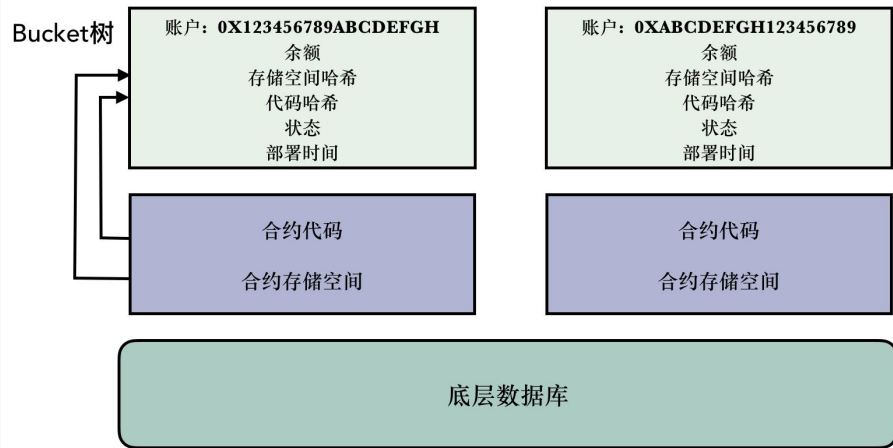 Bucket树
账户：0X123456789ABCDEFGH
余额
存储空间哈希
代码哈希
状态
部署时间
账户：0XABCDEFGH123456789
余额
存储空间哈希
代码哈希
状态
部署时间
合约代码
合约存储空间
合约代码
合约存储空间
底层数据库